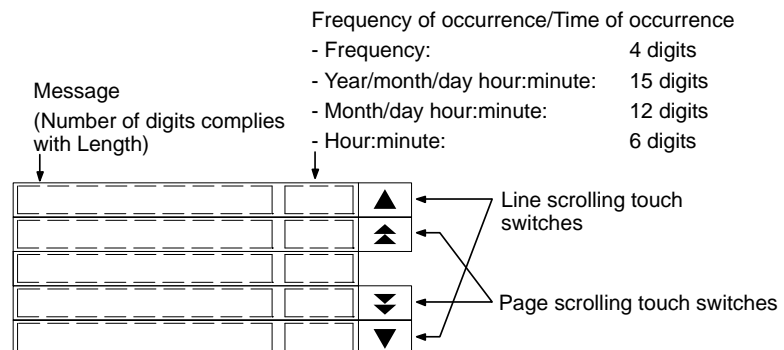 Frequency of occurrence/Time of occurrence
- Frequency: 4 digits
- Year/month/day hour:minute: 15 digits
- Month/day hour:minute: 12 digits
- Hour:minute: 6 digits
Message
(Number of digits complies
with Length)
Line scrolling touch
switches
Page scrolling touch switches